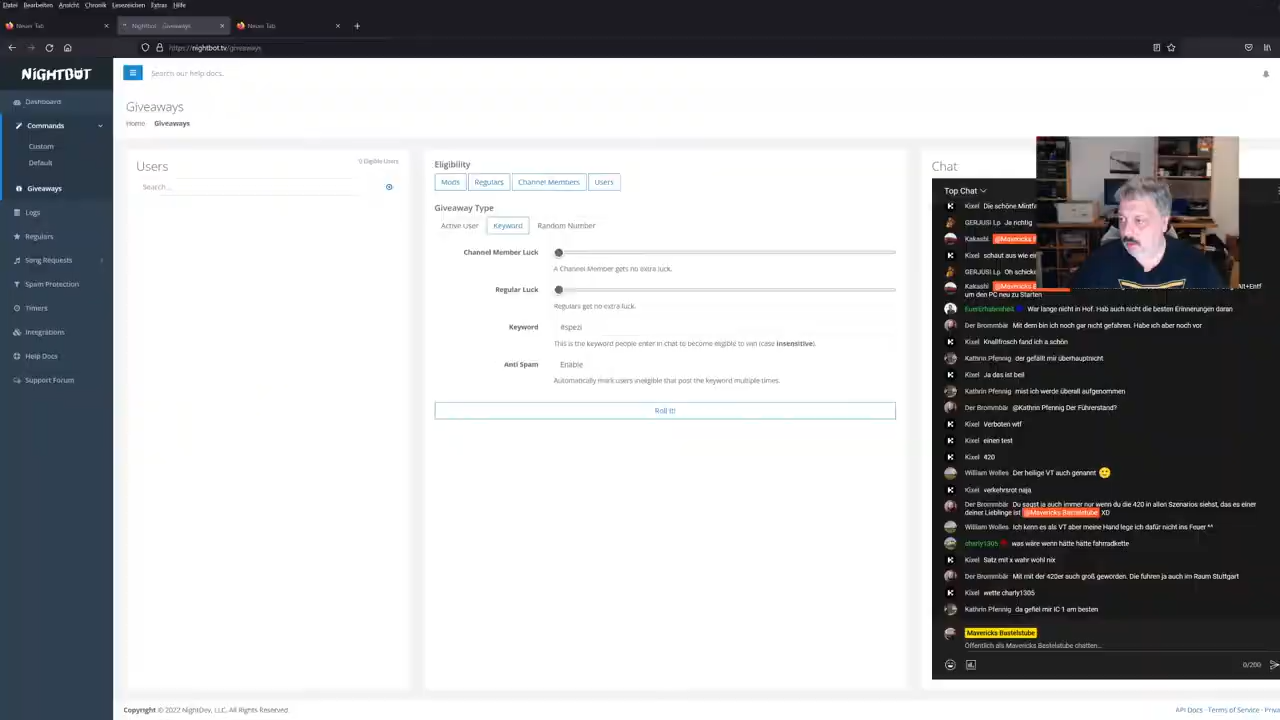 Datei Bearbeiten Ansicht Chronik Lesezeichen Extras Hilfe
Neuer Tab
Nightbot - Giveaways
Neuer Tab
https://nightbot.tv/giveaways
NIGHTBOT
Search our help docs.
Dashboard
Commands
Custom
Default
Giveaways
Logs
Regulars
Song Requests
Spam Protection
Timers
Integrations
Help Docs
Support Forum
Giveaways
Home Giveaways
Users
0 Eligible Users
Search...
Eligibility
Mods Regulars Channel Members Users
Giveaway Type
Active User Keyword Random Number
Channel Member Luck
A Channel Member gets no extra luck.
Regular Luck
Regulars get no extra luck.
Keyword #spezi
This is the keyword people enter in chat to become eligible to win (case insensitive).
Anti Spam Enable
Automatically mark users ineligible that post the keyword multiple times.
Roll It!
Chat
Top Chat
Kixel Die schöne
GERJUSI Lp Ja richtig
Kakashi
Kixel schaut aus wie
GERJUSI Lp
Kakashi
um den PC neu zu Starten
War lange nicht in Hof. Hab auch nicht die besten Erinnerungen daran
Der Brommbär Mit dem bin ich noch gar nicht gefahren. Habe ich aber noch vor
Kixel Knallfrosch fand ich a schön
Kathrin Pfennig der gefällt mir überhauptnicht
Kixel Ja das ist beil
Kathrin Pfennig mist ich werde überall aufgenommen
Der Brommbär @Kathrin Pfennig Der Führerstand?
Kixel Verboten wtf
Kixel einen test
Kixel 420
William Wolles Der heilige VT auch genannt 🙂
Kixel verkehrsrot naja
Der Brommbär Du sagst ja auch immer nur wenn du die 420 in allen Szenarios siehst, das es einer
deiner Lieblinge ist @Mavericks Bastelstube XD
William Wolles Ich kenn es als VT aber meine Hand lege ich dafür nicht ins Feuer ^^
charly1305 was wäre wenn hätte hätte fahrradkette
Kixel Satz mit x wahr wohl nix
Der Brommbär Mit mit der 420er auch groß geworden. Die fuhren ja auch im Raum Stuttgart
Kixel wette charly1305
Kathrin Pfennig da gefiel mir IC 1 am besten
Mavericks Bastelstube
Öffentlich als Mavericks Bastelstube chatten...
0/200
Copyright © 2022 NightDev, LLC. All Rights Reserved.
API Docs · Terms of Service ·